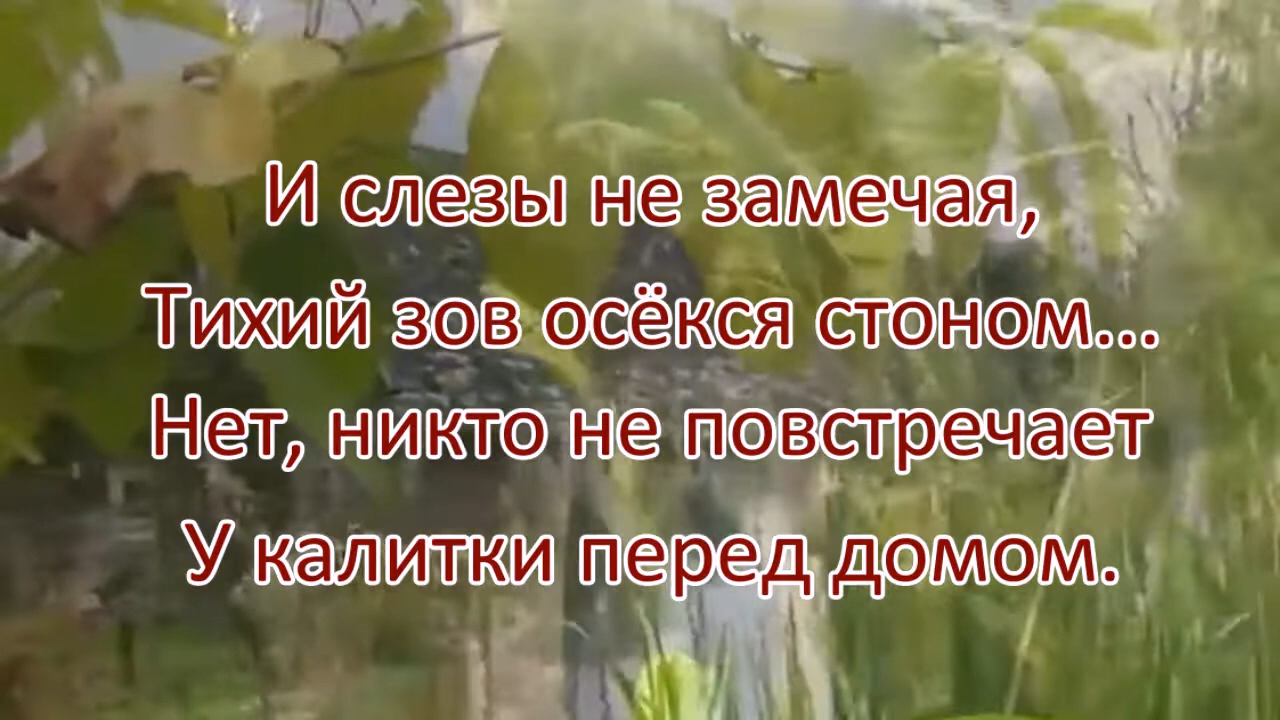 И слезы не замечая,
Тихий зов осёкся стоном...
Нет, никто не повстречает
У калитки перед домом.